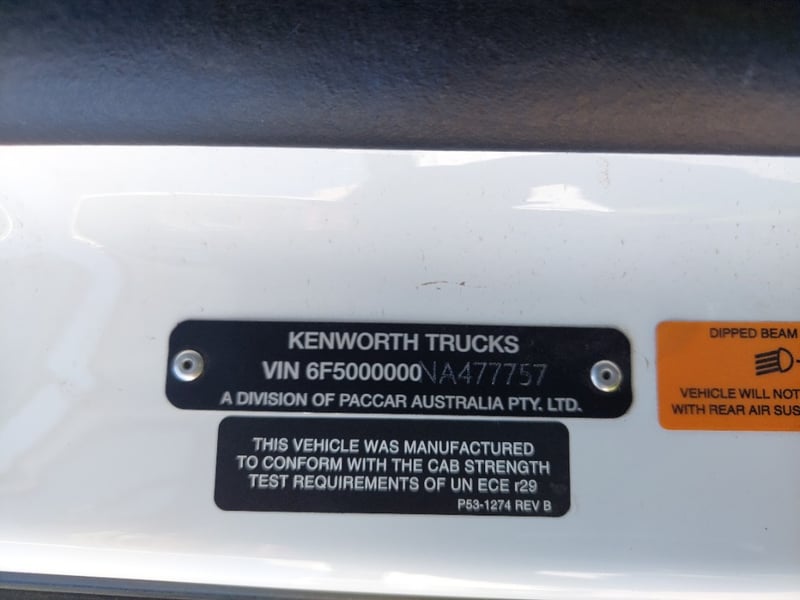 KENWORTH TRUCKS
VIN 6F5000000NA477757
A DIVISION OF PACCAR AUSTRALIA PTY. LTD.
THIS VEHICLE WAS MANUFACTURED
TO CONFORM WITH THE CAB STRENGTH
TEST REQUIREMENTS OF UN ECE r29
P53-1274 REV B
DIPPED BEAM
VEHICLE WILL NOT
WITH REAR AIR SUS